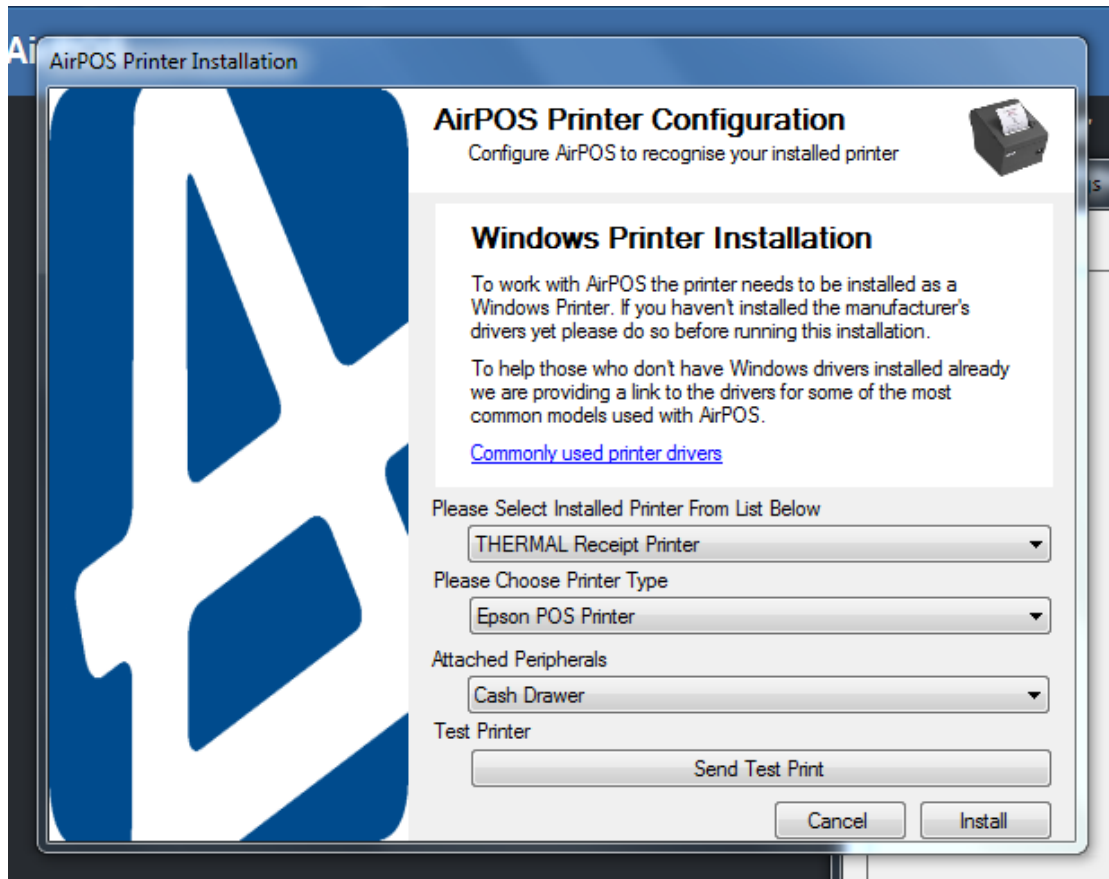 Ai
AirPOS Printer Installation
AirPOS Printer Configuration
Configure AirPOS to recognise your installed printer
Windows Printer Installation
To work with AirPOS the printer needs to be installed as a
Windows Printer. If you haven't installed the manufacturer's
drivers yet please do so before running this installation.
To help those who don't have Windows drivers installed already
we are providing a link to the drivers for some of the most
common models used with AirPOS.
Commonly used printer drivers
Please Select Installed Printer From List Below
THERMAL Receipt Printer
Please Choose Printer Type
Epson POS Printer
Attached Peripherals
Cash Drawer
Test Printer
Send Test Print
Cancel
Install